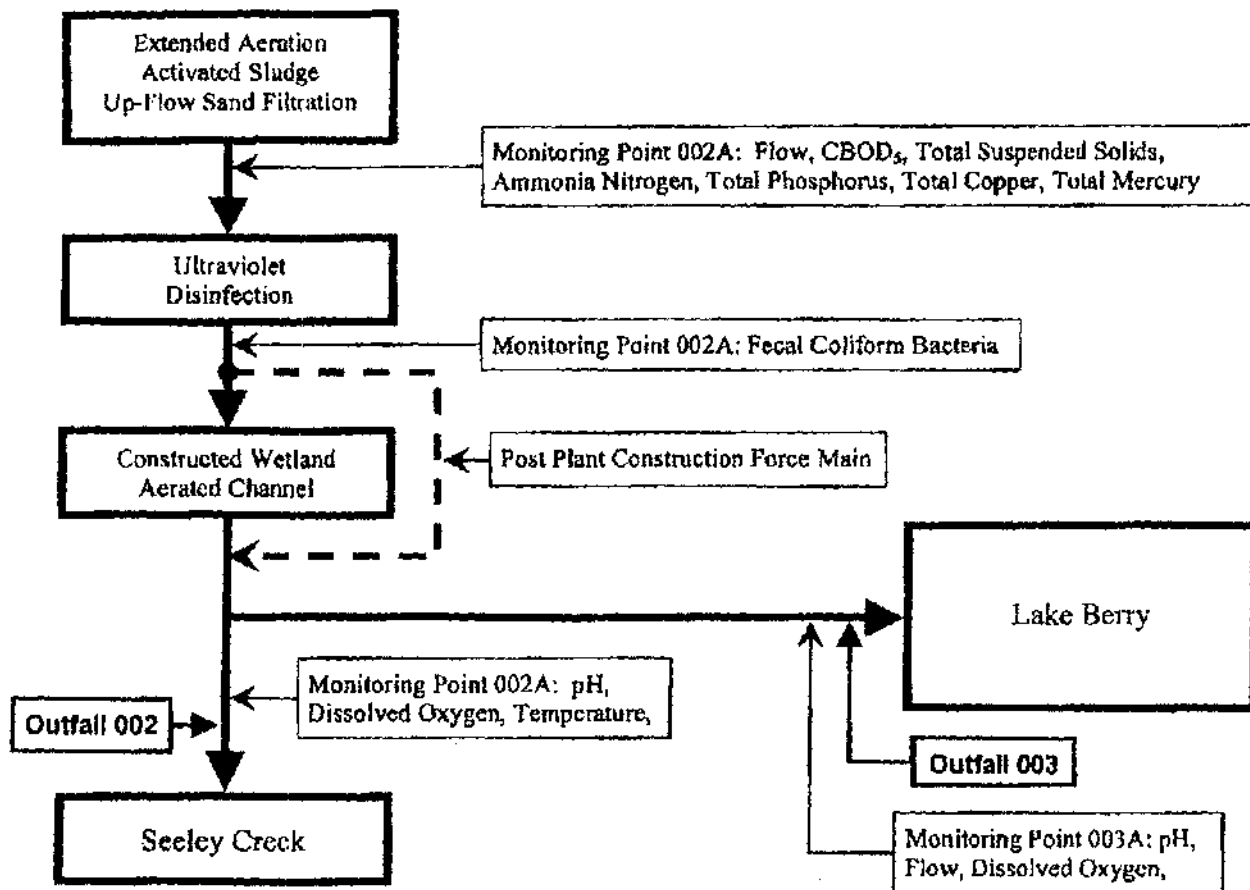 Extended Aeration
Activated Sludge
Up-Flow Sand Filtration
Monitoring Point 002A: Flow, CBOD₅, Total Suspended Solids,
Ammonia Nitrogen, Total Phosphorus, Total Copper, Total Mercury
Ultraviolet
Disinfection
Monitoring Point 002A: Fecal Coliform Bacteria
Constructed Wetland
Aerated Channel
Post Plant Construction Force Main
Lake Berry
Monitoring Point 002A: pH,
Dissolved Oxygen, Temperature,
Outfall 002
Outfall 003
Seeley Creek
Monitoring Point 003A: pH,
Flow, Dissolved Oxygen,